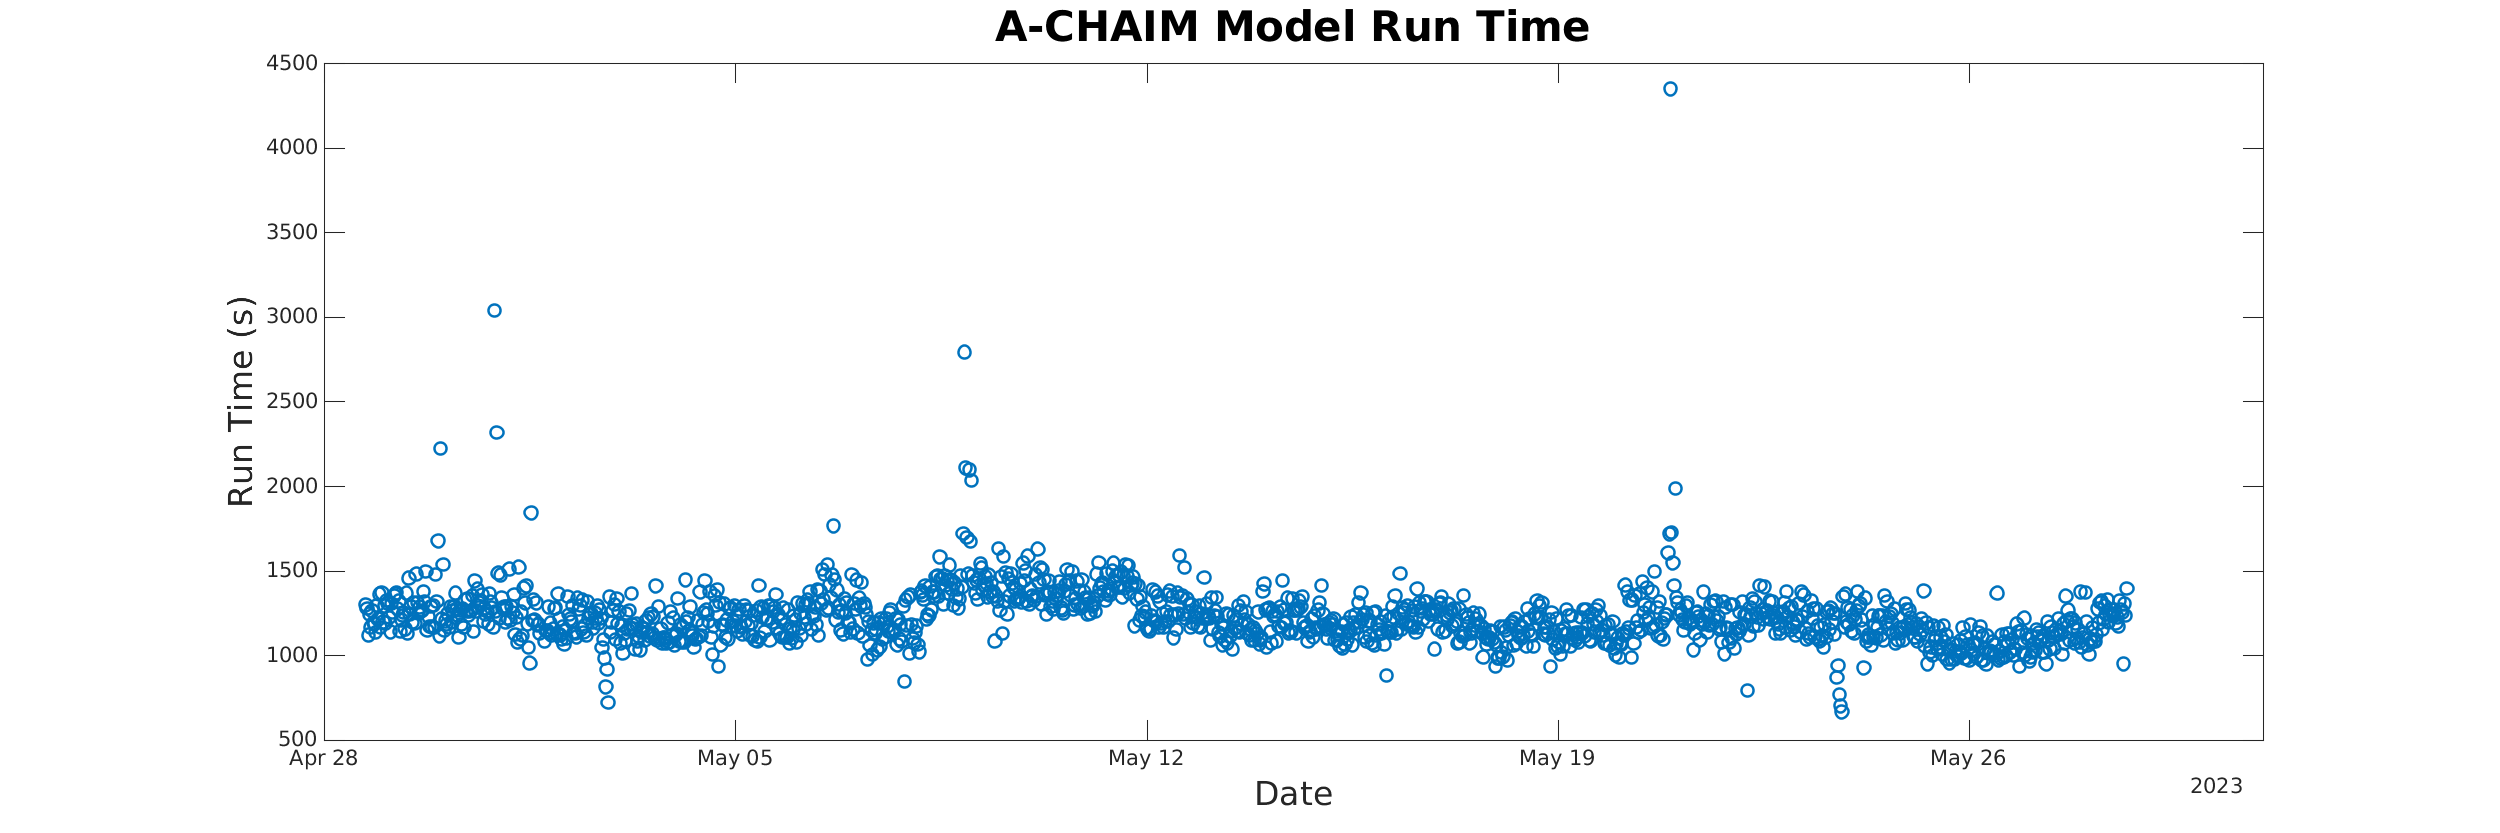 A-CHAIM Model Run Time
4500
4000
3500
3000
2500
2000
1500
1000
500
Run Time (s)
Apr 28 May 05 May 12 May 19 May 26
2023
Date